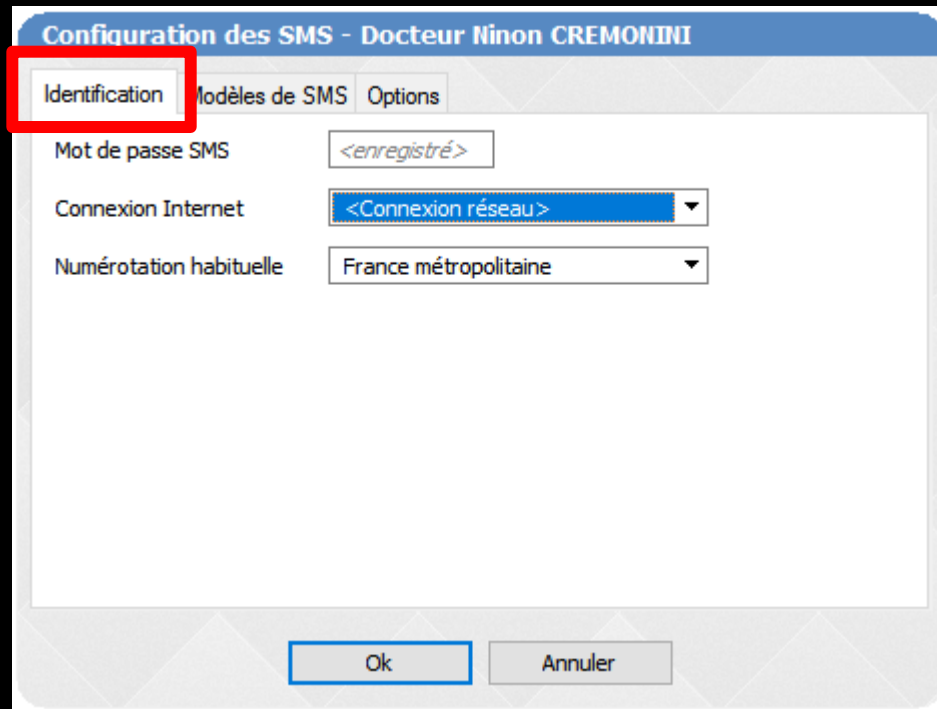 Configuration des SMS - Docteur Ninon CREMONINI
Identification Modèles de SMS Options
Mot de passe SMS <enregistré>
Connexion Internet <Connexion réseau>
Numérotation habituelle France métropolitaine
Ok Annuler